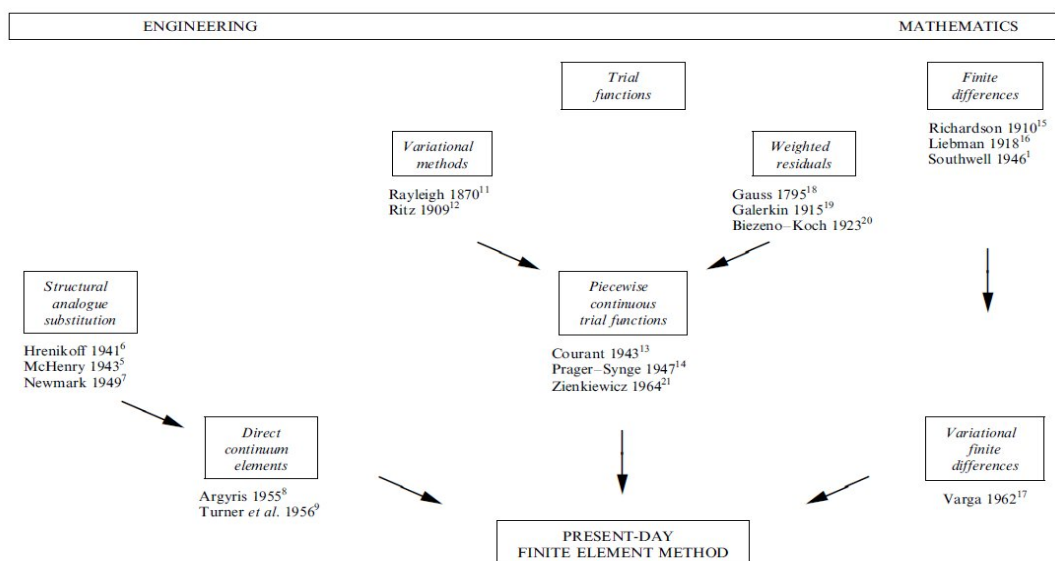 ENGINEERING
MATHEMATICS
Trial
functions
Finite
differences
Richardson 1910¹⁵
Liebman 1918¹⁶
Southwell 1946¹
Variational
methods
Rayleigh 1870¹¹
Ritz 1909¹²
Weighted
residuals
Gauss 1795¹⁸
Galerkin 1915¹⁹
Biezeno–Koch 1923²⁰
Structural
analogue
substitution
Hrenikoff 1941⁶
McHenry 1943⁵
Newmark 1949⁷
Piecewise
continuous
trial functions
Courant 1943¹³
Prager–Synge 1947¹⁴
Zienkiewicz 1964²¹
Direct
continuum
elements
Argyris 1955⁸
Turner et al. 1956⁹
Variational
finite
differences
Varga 1962¹⁷
PRESENT-DAY
FINITE ELEMENT METHOD